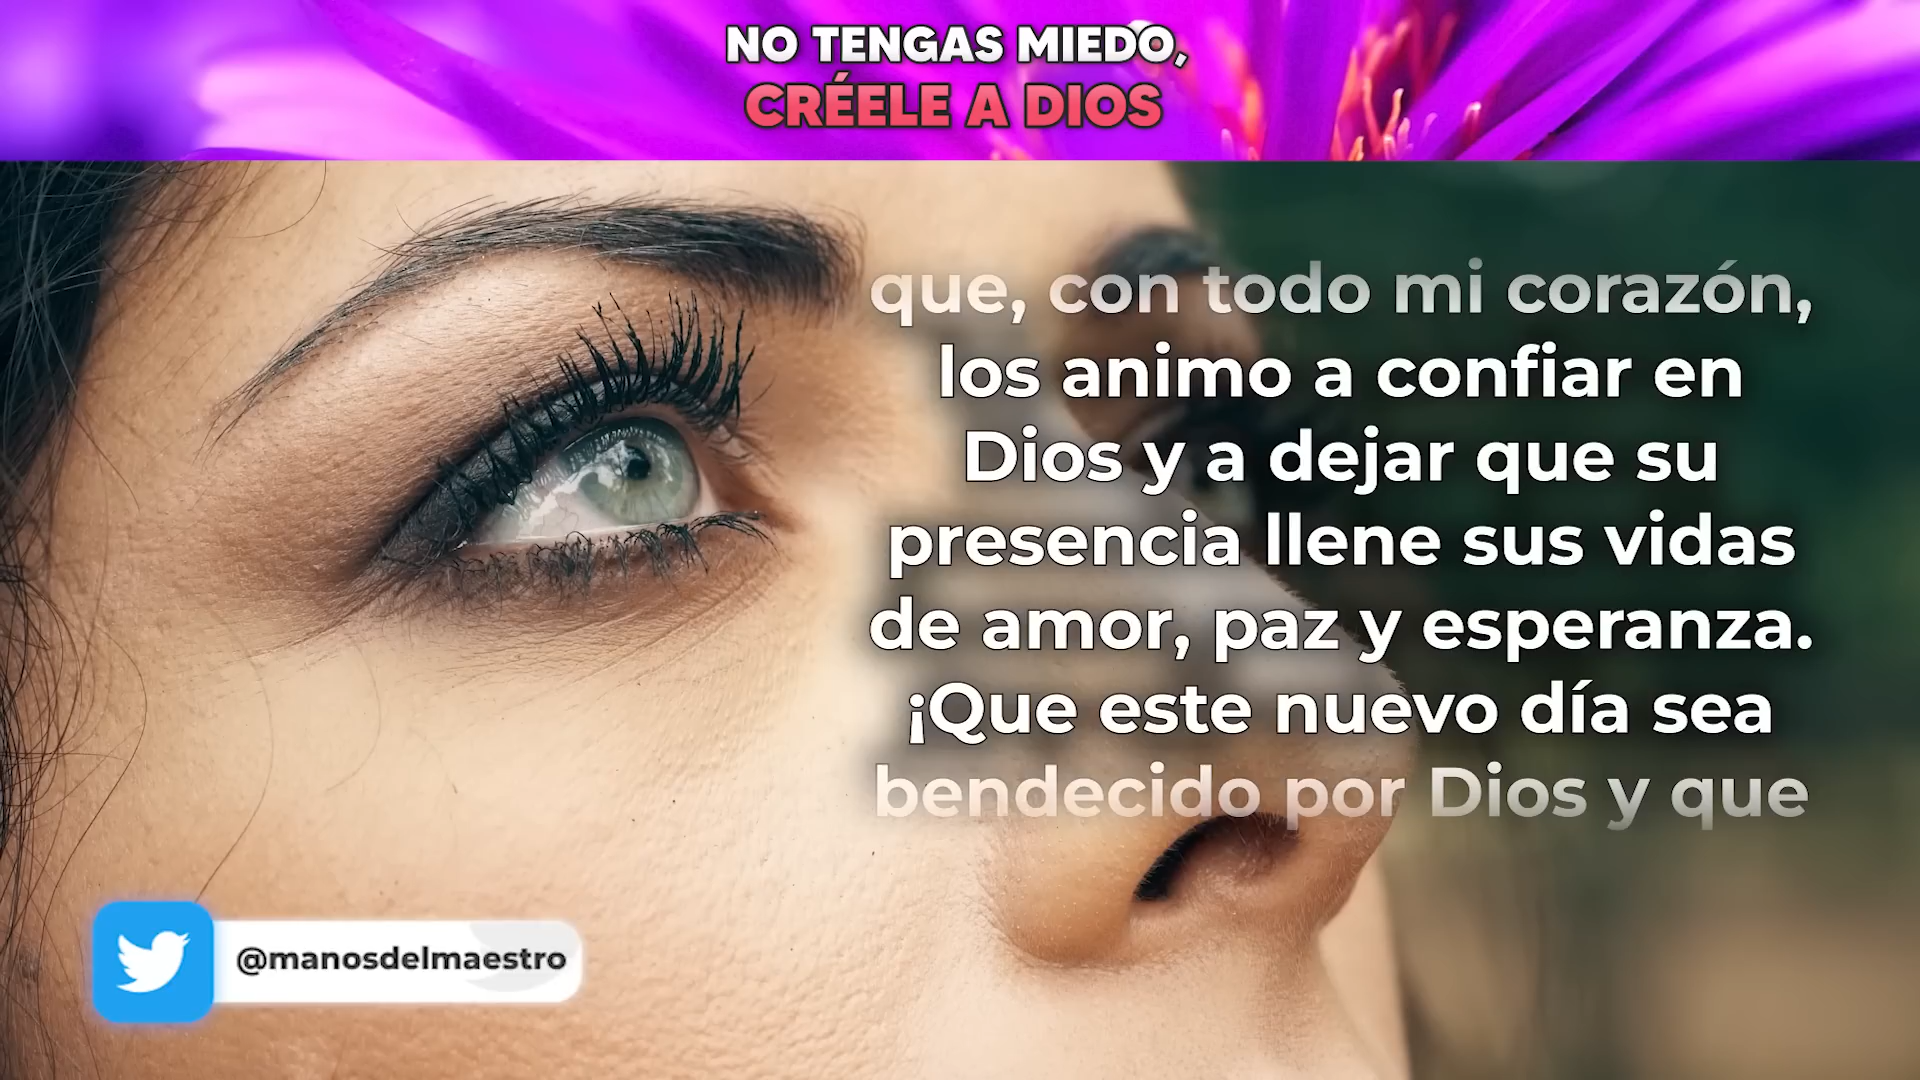 NO TENGAS MIEDO,
CRÉELE A DIOS
que, con todo mi corazón,
los animo a confiar en
Dios y a dejar que su
presencia llene sus vidas
de amor, paz y esperanza.
¡Que este nuevo día sea
bendecido por Dios y que
@manosdelmaestro